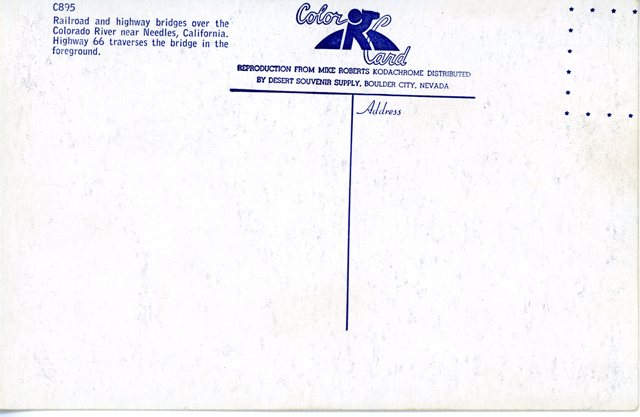 C895
Railroad and highway bridges over the
Colorado River near Needles, California.
Highway 66 traverses the bridge in the
foreground.
Color
Card
REPRODUCTION FROM MIKE ROBERTS KODACHROME DISTRIBUTED
BY DESERT SOUVENIR SUPPLY, BOULDER CITY, NEVADA
Address